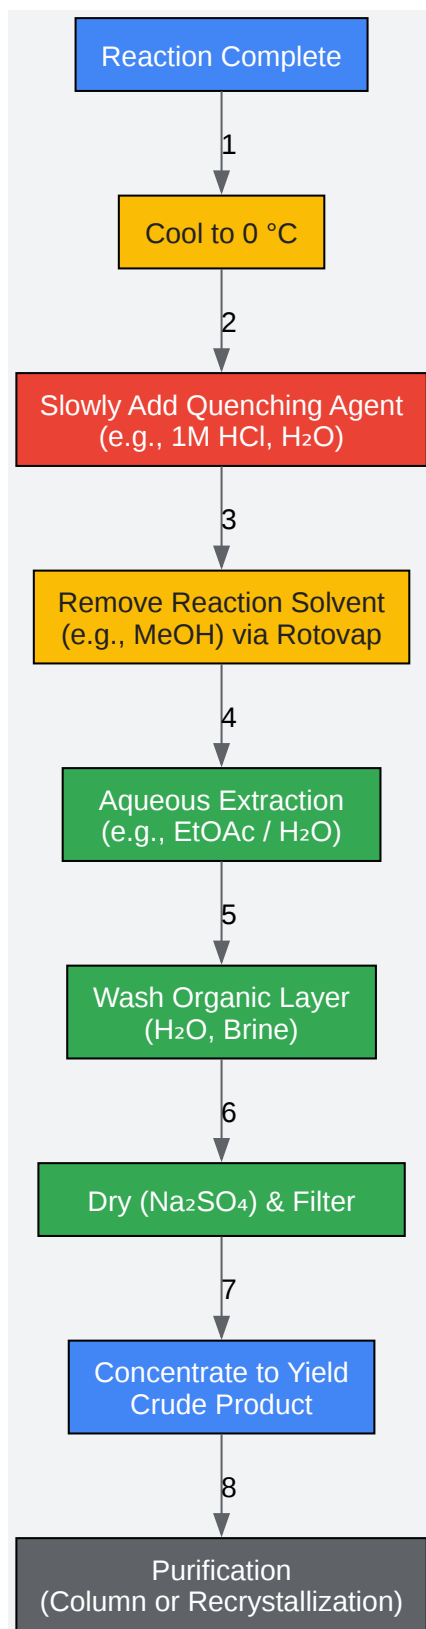 Reaction Complete
1
Cool to 0 °C
2
Slowly Add Quenching Agent
(e.g., 1M HCl, H₂O)
3
Remove Reaction Solvent
(e.g., MeOH) via Rotovap
4
Aqueous Extraction
(e.g., EtOAc / H₂O)
5
Wash Organic Layer
(H₂O, Brine)
6
Dry (Na₂SO₄) & Filter
7
Concentrate to Yield
Crude Product
8
Purification
(Column or Recrystallization)